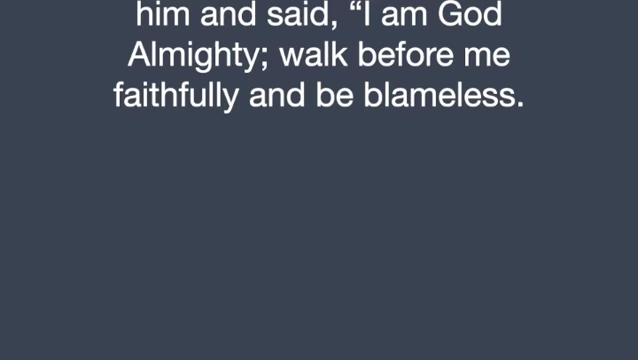 him and said, “I am God
Almighty; walk before me
faithfully and be blameless.